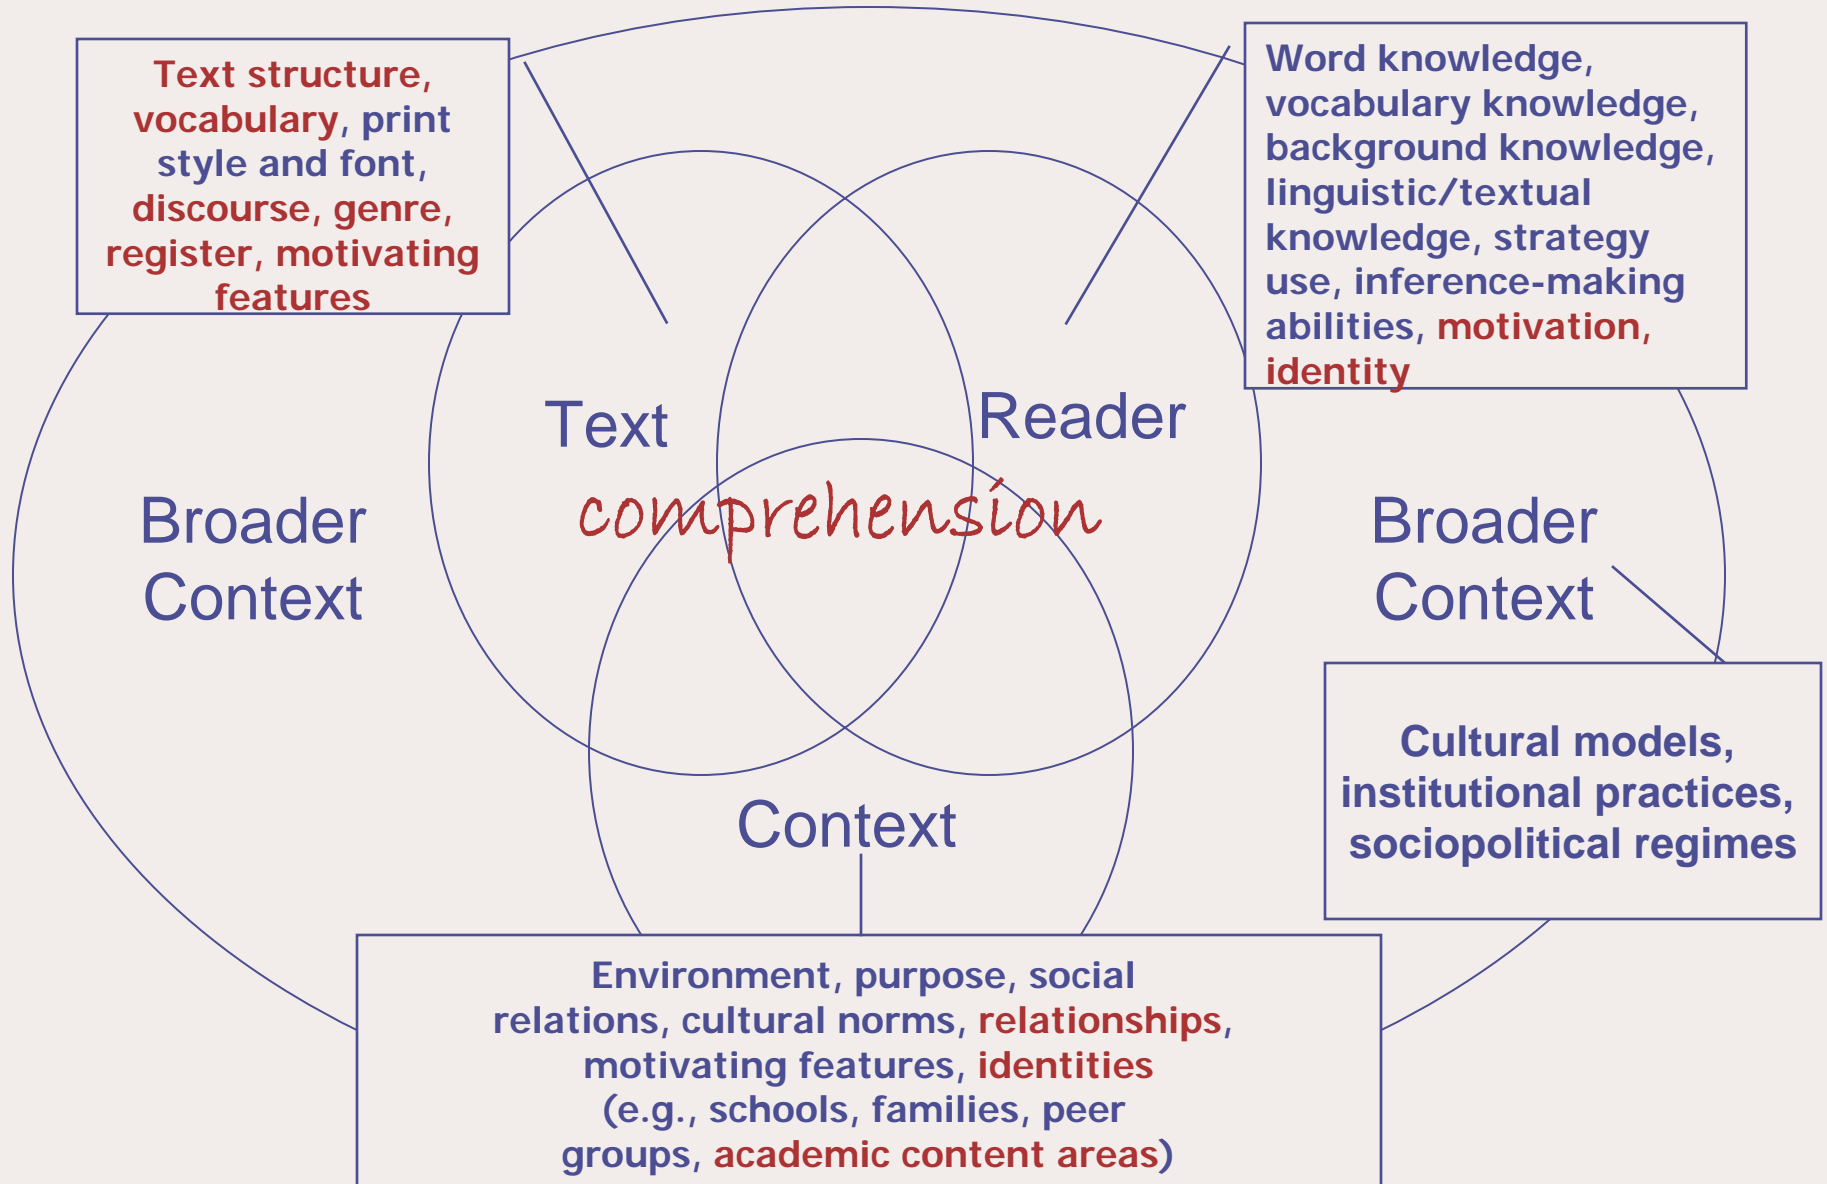 Text structure,
vocabulary, print
style and font,
discourse, genre,
register, motivating
features
Word knowledge,
vocabulary knowledge,
background knowledge,
linguistic/textual
knowledge, strategy
use, inference-making
abilities, motivation,
identity
Text
Reader
comprehension
Broader
Context
Broader
Context
Cultural models,
institutional practices,
sociopolitical regimes
Context
Environment, purpose, social
relations, cultural norms, relationships,
motivating features, identities
(e.g., schools, families, peer
groups, academic content areas)